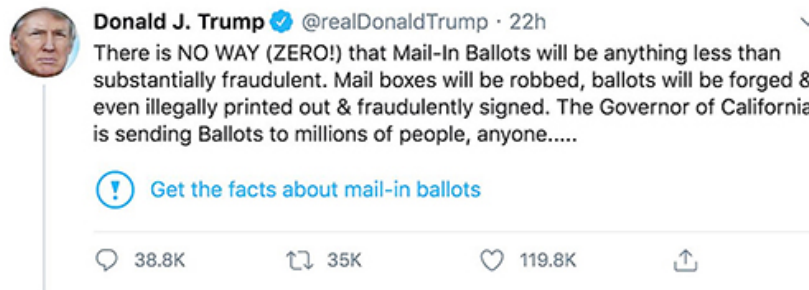 Donald J. Trump @realDonaldTrump · 22h
There is NO WAY (ZERO!) that Mail-In Ballots will be anything less than
substantially fraudulent. Mail boxes will be robbed, ballots will be forged &
even illegally printed out & fraudulently signed. The Governor of California
is sending Ballots to millions of people, anyone.....
Get the facts about mail-in ballots
38.8K 35K 119.8K